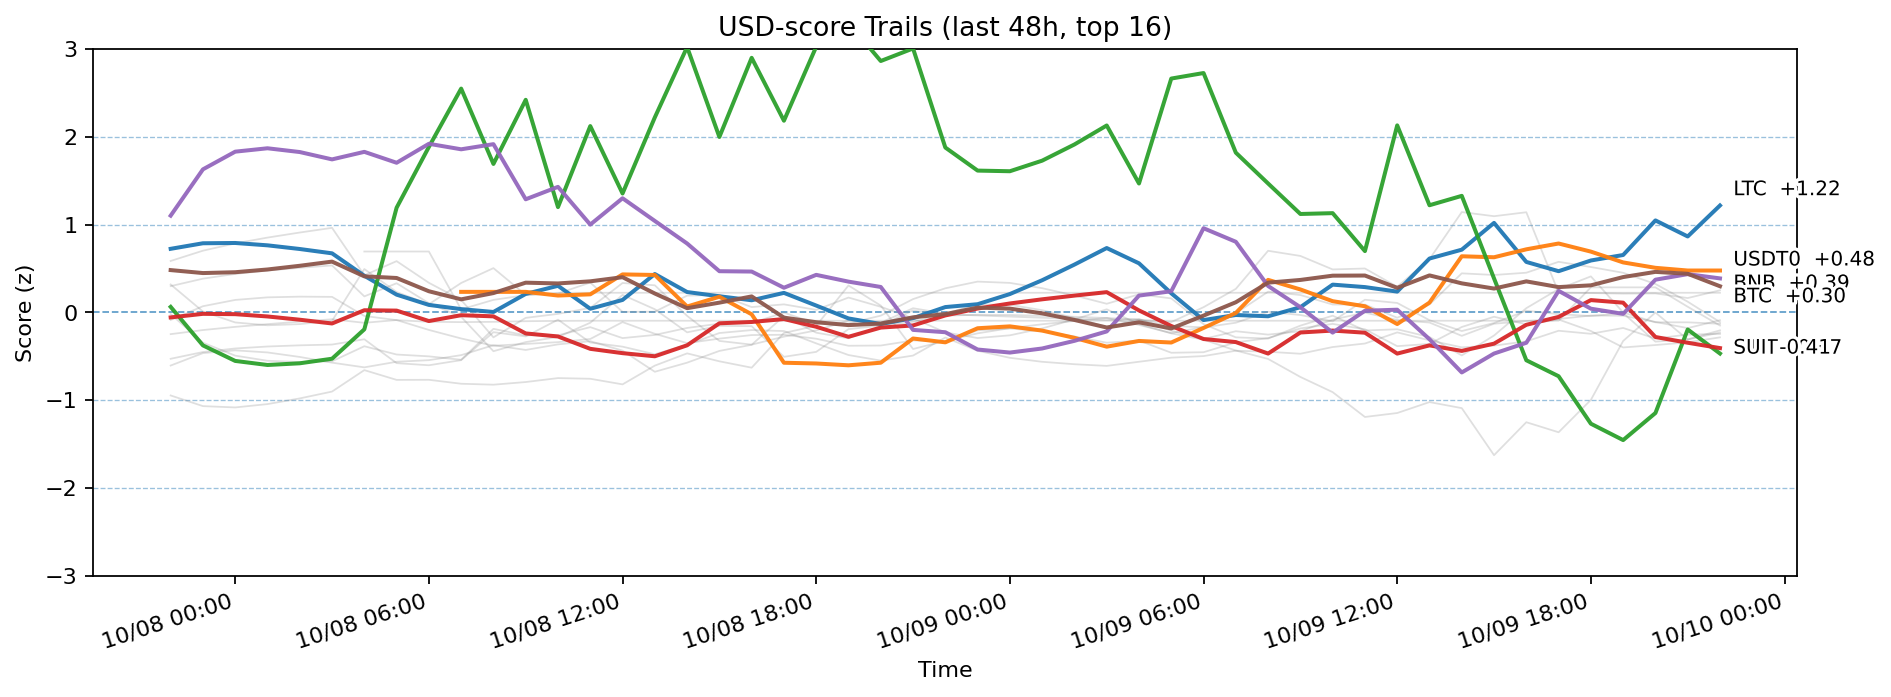 USD-score Trails (last 48h, top 16)
Score (z)
3
2
1
0
−1
−2
−3
LTC +1.22
USDT0 +0.48
BNB +0.39
BTC +0.30
10/08 00:00
10/08 06:00
10/08 12:00
10/08 18:00
10/09 00:00
10/09 06:00
10/09 12:00
10/09 18:00
10/10 00:00
Time